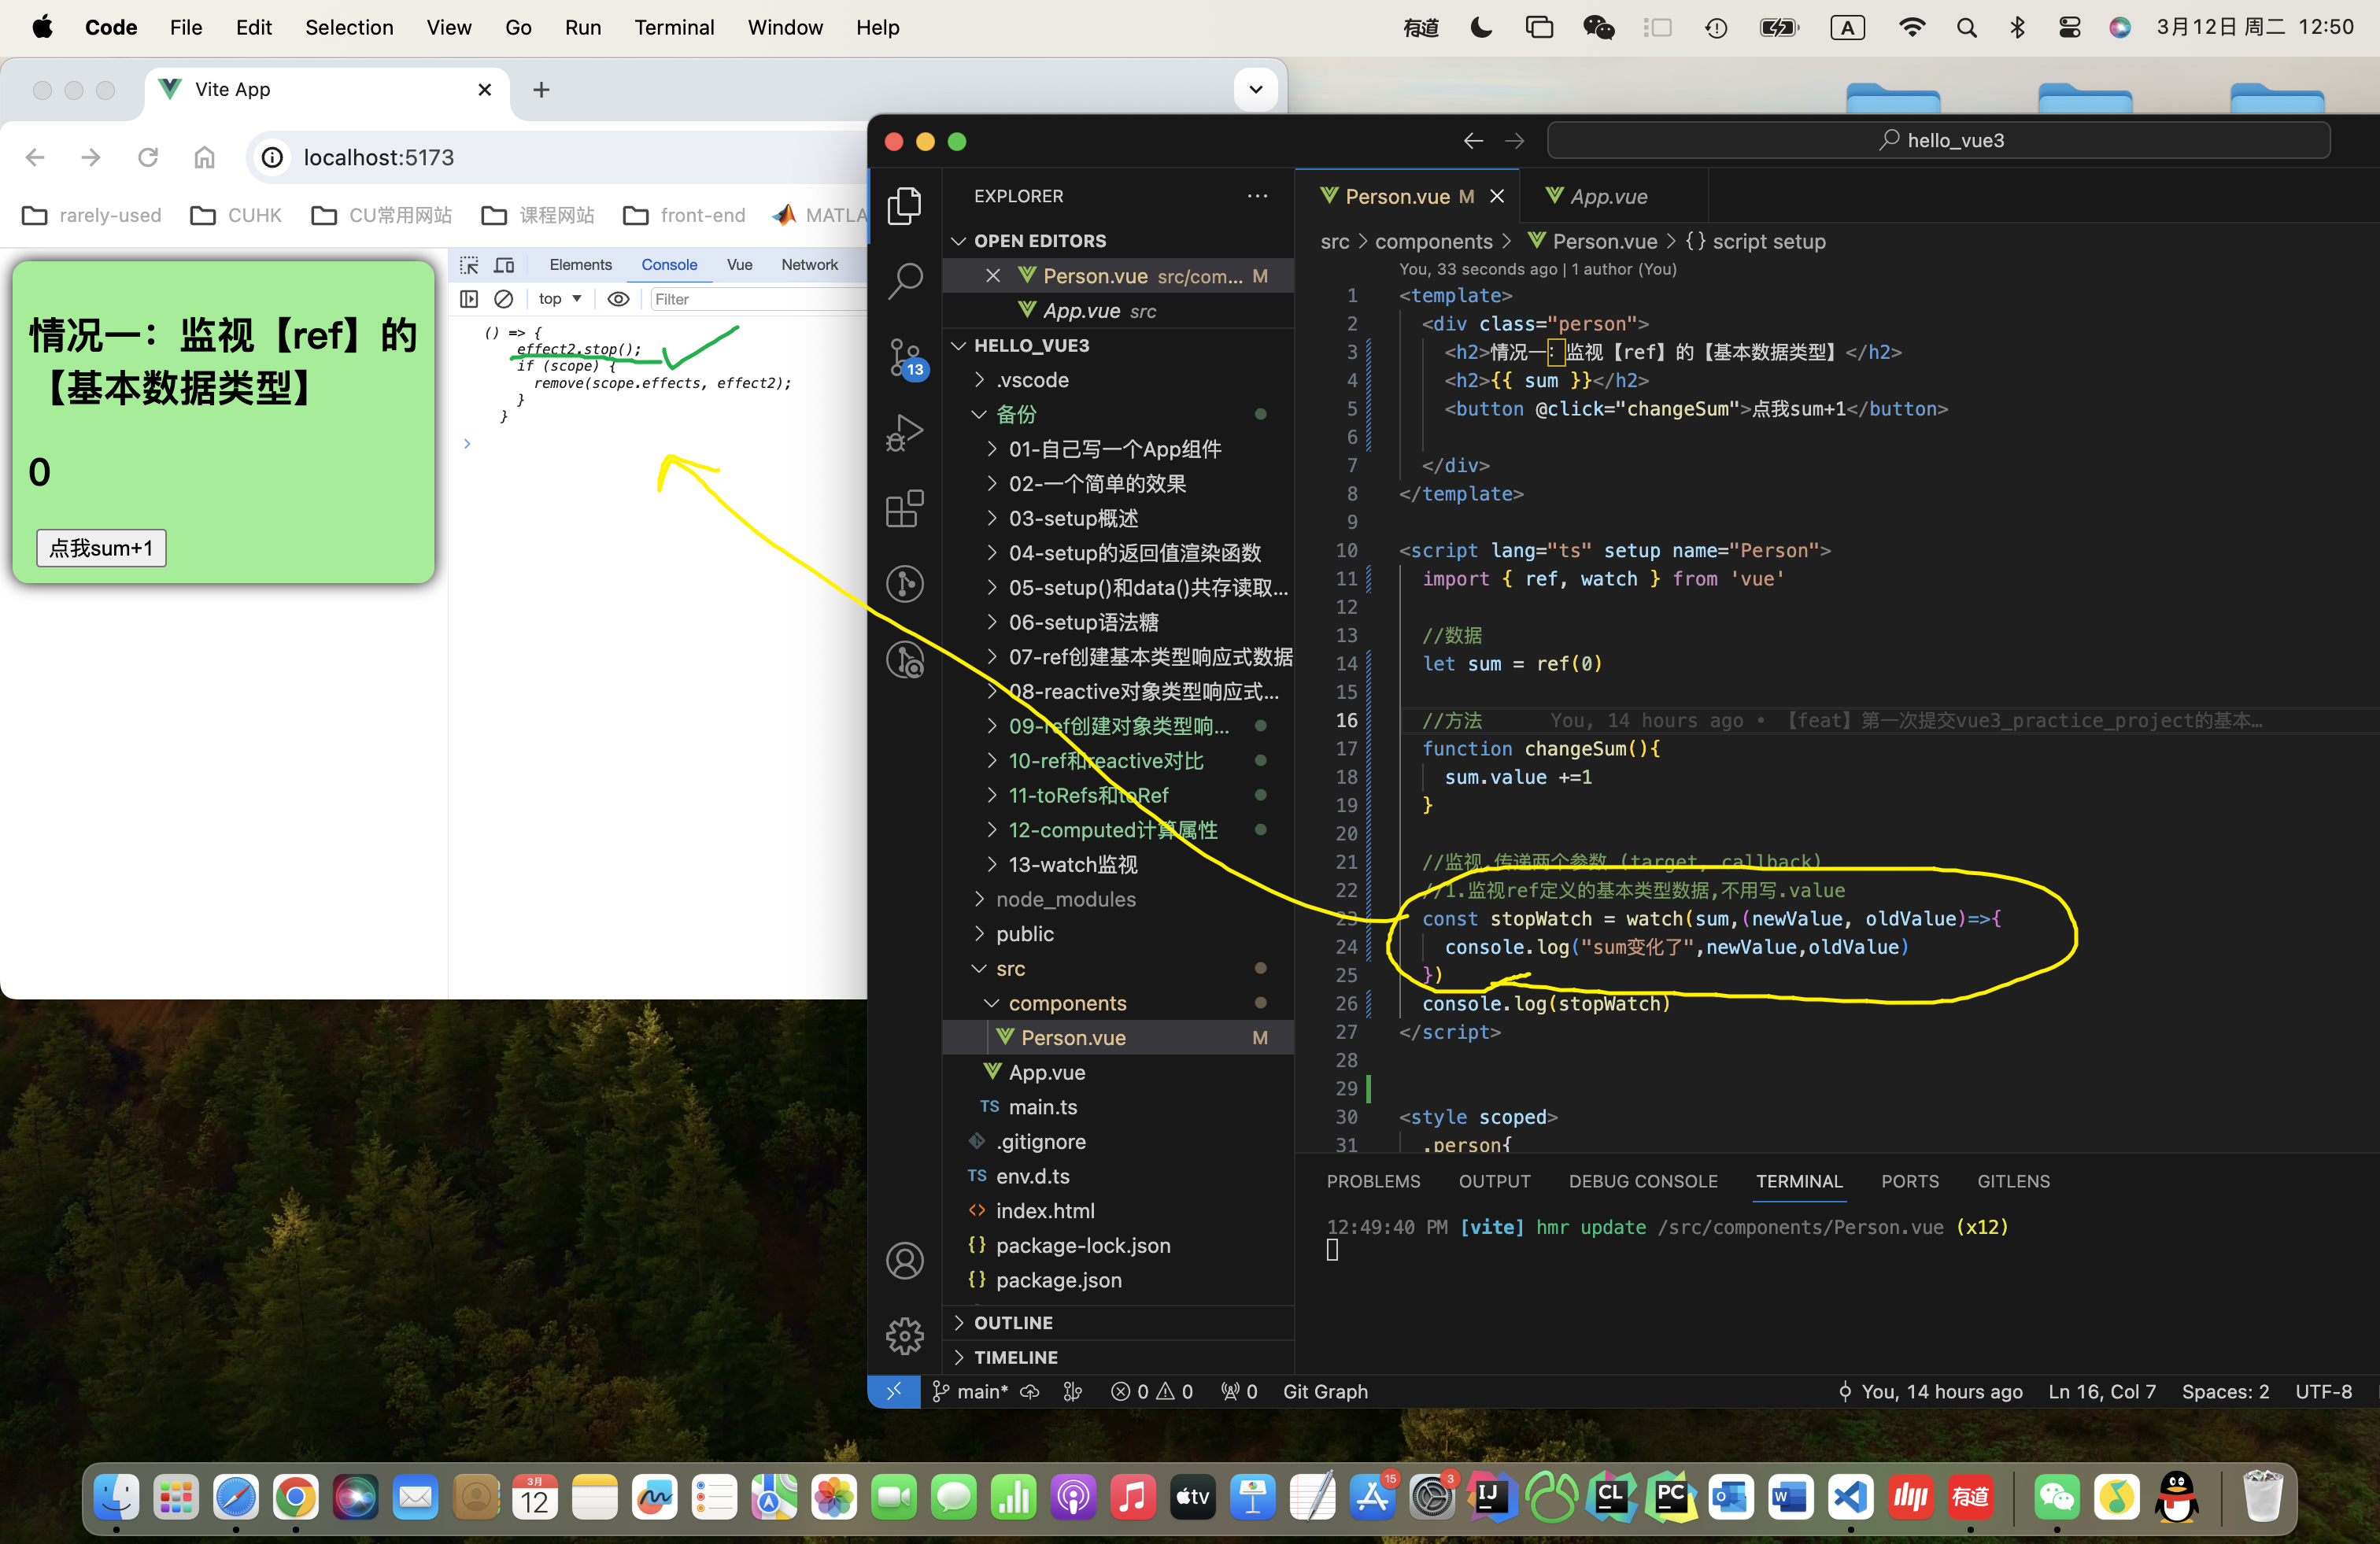 Code File Edit Selection View Go Run Terminal Window Help
有道 A 3月12日 周二 12:50
Vite App
localhost:5173
rarely-used CUHK CU常用网站 课程网站 front-end MATLA
情况一：监视【ref】的
【基本数据类型】
0
点我sum+1
Elements Console Vue Network
top Filter
() => {
effect2.stop();
if (scope) {
remove(scope.effects, effect2);
}
}
hello_vue3
EXPLORER
OPEN EDITORS
Person.vue src/com... M
App.vue src
HELLO_VUE3
.vscode
备份
01-自己写一个App组件
02-一个简单的效果
03-setup概述
04-setup的返回值渲染函数
05-setup()和data()共存读取...
06-setup语法糖
07-ref创建基本类型响应式数据
08-reactive对象类型响应式...
09-ref创建对象类型响...
10-ref和reactive对比
11-toRefs和toRef
12-computed计算属性
13-watch监视
node_modules
public
src
components
Person.vue M
App.vue
TS main.ts
.gitignore
TS env.d.ts
index.html
package-lock.json
package.json
OUTLINE
TIMELINE
13
Person.vue M App.vue
src > components > Person.vue > {} script setup
You, 33 seconds ago | 1 author (You)
1 <template>
2 <div class="person">
3 <h2>情况一：监视【ref】的【基本数据类型】</h2>
4 <h2>{{ sum }}</h2>
5 <button @click="changeSum">点我sum+1</button>
6
7 </div>
8 </template>
9
10 <script lang="ts" setup name="Person">
11 import { ref, watch } from 'vue'
12
13 //数据
14 let sum = ref(0)
15
16 //方法 You, 14 hours ago • 【feat】第一次提交vue3_practice_project的基本…
17 function changeSum(){
18 sum.value +=1
19 }
20
21 //监视,传递两个参数 (target, callback)
22 //1.监视ref定义的基本类型数据,不用写.value
23 const stopWatch = watch(sum,(newValue, oldValue)=>{
24 console.log("sum变化了",newValue,oldValue)
25 })
26 console.log(stopWatch)
27 </script>
28
29
30 <style scoped>
31 .person{
PROBLEMS OUTPUT DEBUG CONSOLE TERMINAL PORTS GITLENS
12:49:40 PM [vite] hmr update /src/components/Person.vue (x12)
main* 0 0 0 Git Graph You, 14 hours ago Ln 16, Col 7 Spaces: 2 UTF-8
3月 12 tv 15 3 IJ CL PC O W 有道